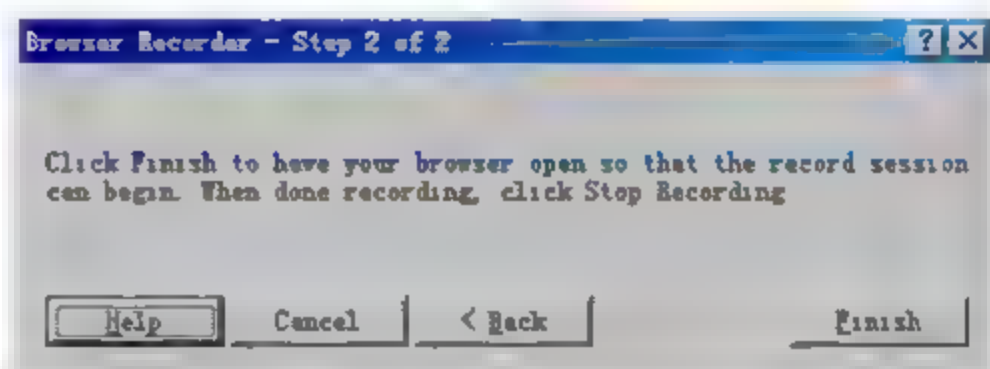 Browser Recorder - Step 2 of 2
Click Finish to have your browser open so that the record session
can begin. When done recording, click Stop Recording
Help
Cancel
< Back
Finish